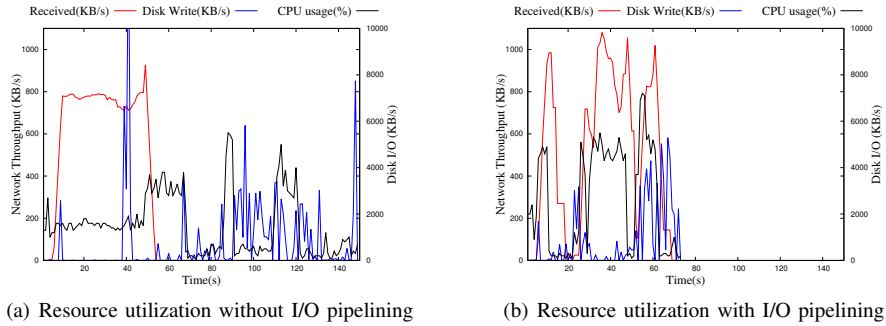 Received(KB/s) Disk Write(KB/s) CPU usage(%)
1000
800
600
400
200
0
Network Throughput (KB/s)
10000
8000
6000
4000
2000
0
Disk I/O (KB/s)
20 40 60 80 100 120 140
Time(s)
(a) Resource utilization without I/O pipelining
Received(KB/s) Disk Write(KB/s) CPU usage(%)
1000
800
600
400
200
0
Network Throughput (KB/s)
10000
8000
6000
4000
2000
0
Disk I/O (KB/s)
20 40 60 80 100 120 140
Time(s)
(b) Resource utilization with I/O pipelining